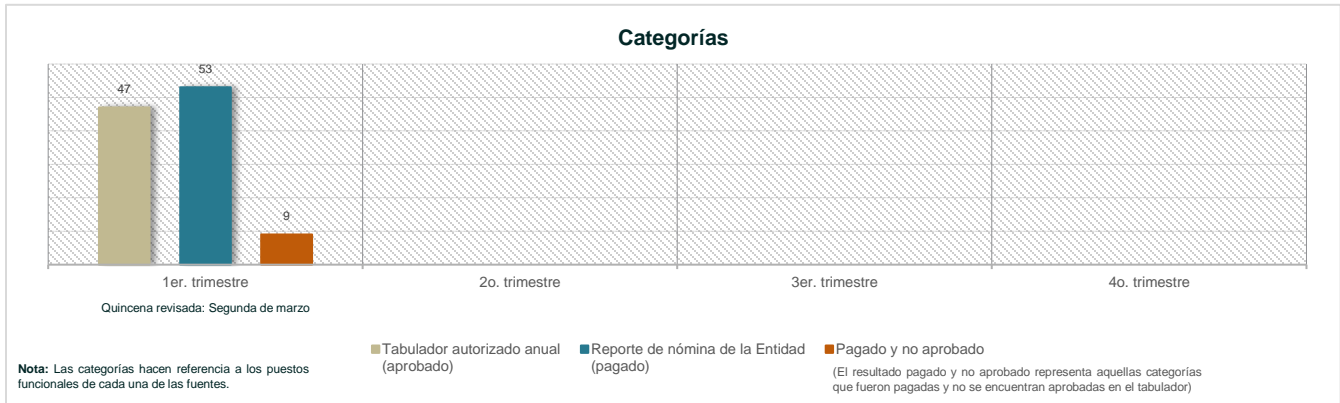 Categorías
47
53
9
1er. trimestre
2o. trimestre
3er. trimestre
4o. trimestre
Quincena revisada: Segunda de marzo
Tabulador autorizado anual
(aprobado)
Reporte de nómina de la Entidad
(pagado)
Pagado y no aprobado
(El resultado pagado y no aprobado representa aquellas categorías
que fueron pagadas y no se encuentran aprobadas en el tabulador)
Nota: Las categorías hacen referencia a los puestos
funcionales de cada una de las fuentes.